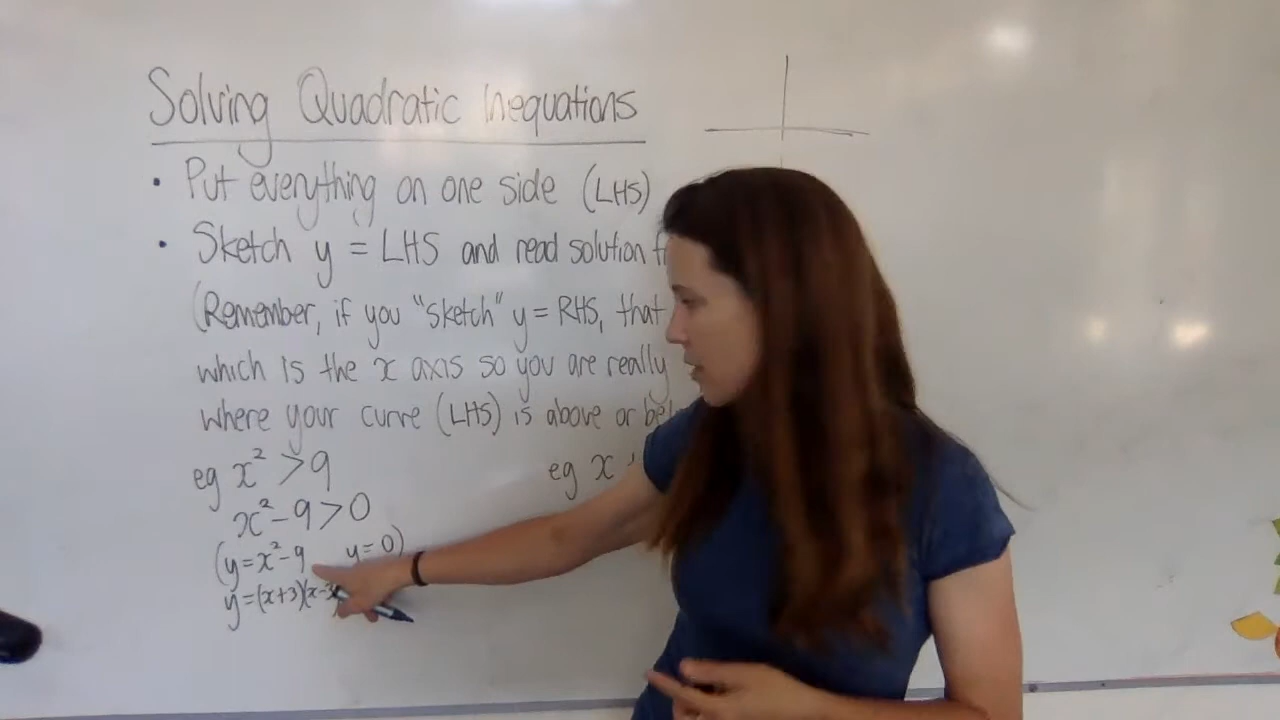 Solving Quadratic Inequations
• Put everything on one side (LHS)
• Sketch y = LHS and read solution
(Remember, if you "sketch" y = RHS, that
which is the x axis so you are really
where your curve (LHS) is above or
eg x² > 9
eg x
x² - 9 > 0
(y = x² - 9 y = 0)
y = (x+3)(x-3